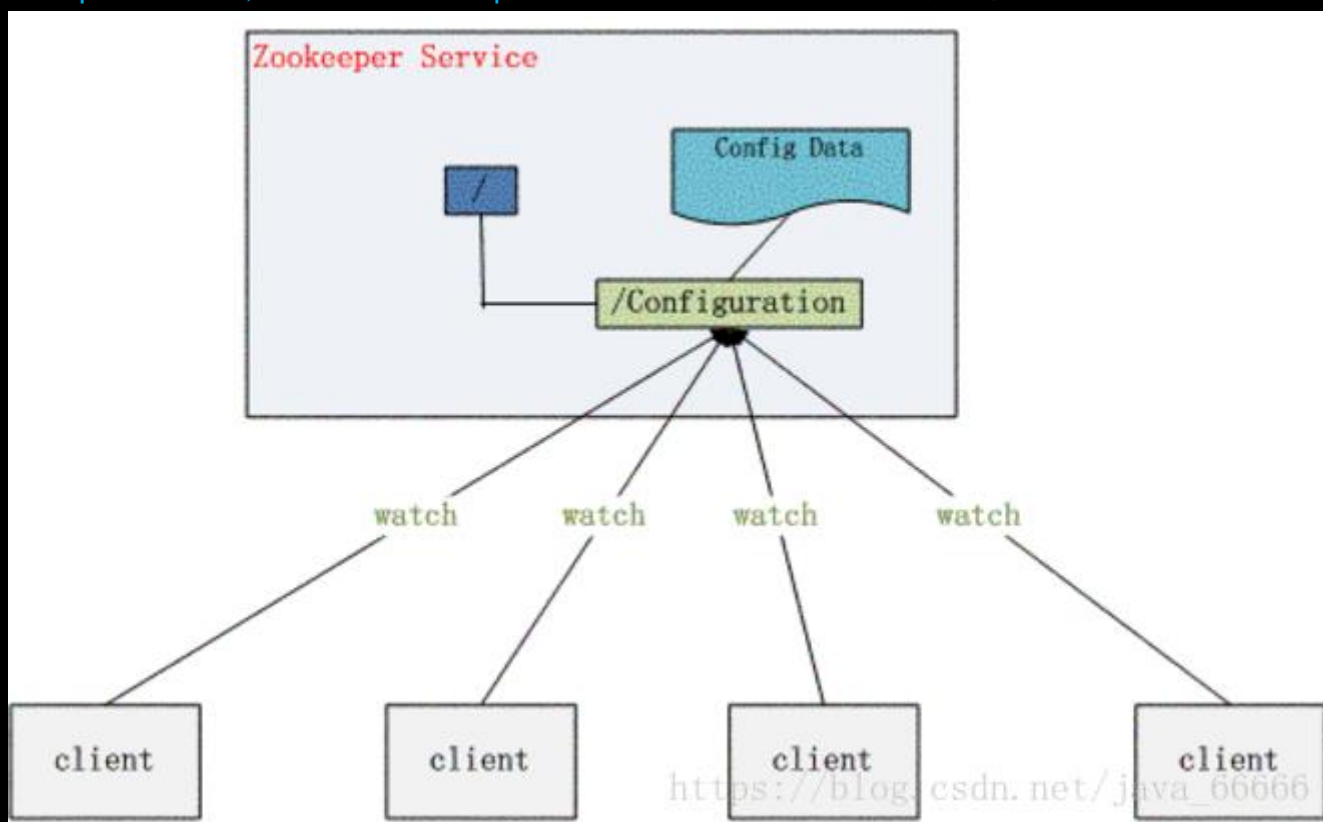 Zookeeper Service
Config Data
/
/Configuration
watch watch watch watch
client client client client
https://blog.csdn.net/java_66666